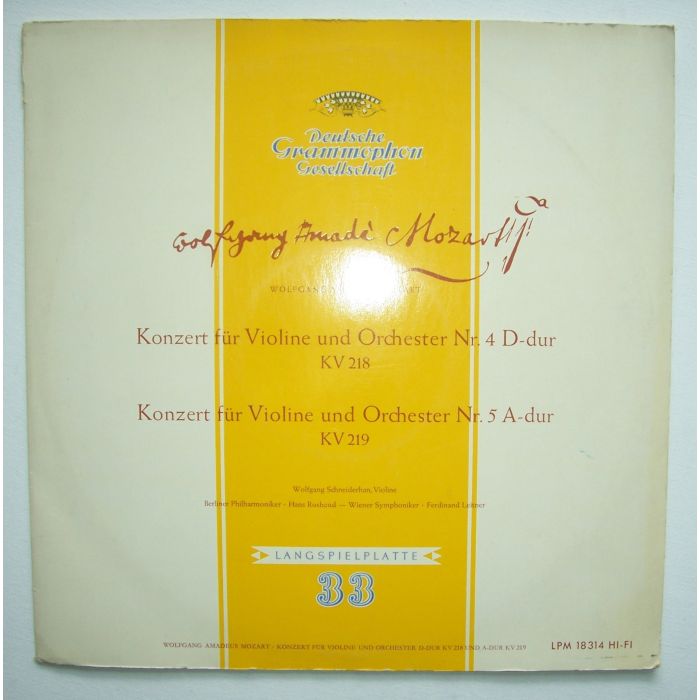 Deutsche
Grammophon
Gesellschaft
Wolfgang Amadè Mozart
WOLFGANG
Konzert für Violine und Orchester Nr. 4 D-dur
KV 218
Konzert für Violine und Orchester Nr. 5 A-dur
KV 219
Wolfgang Schneiderhan, Violine
Berliner Philharmoniker - Hans Rosbaud — Wiener Symphoniker - Ferdinand Leitner
LANGSPIELPLATTE
33
WOLFGANG AMADEUS MOZART · KONZERT FÜR VIOLINE UND ORCHESTER D-DUR KV 218 UND A-DUR KV 219
LPM 18314 HI-FI